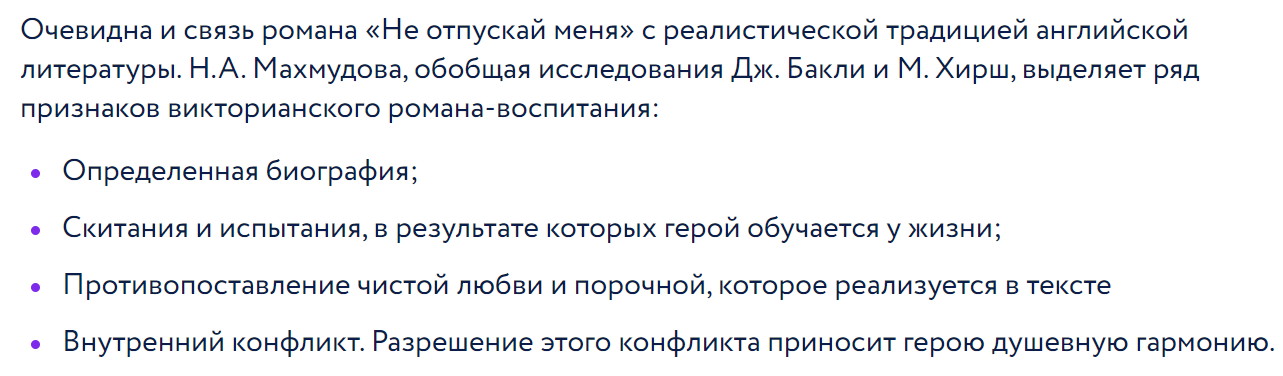 Очевидна и связь романа «Не отпускай меня» с реалистической традицией английской
литературы. Н.А. Махмудова, обобщая исследования Дж. Бакли и М. Хирш, выделяет ряд
признаков викторианского романа-воспитания:
• Определенная биография;
• Скитания и испытания, в результате которых герой обучается у жизни;
• Противопоставление чистой любви и порочной, которое реализуется в тексте
• Внутренний конфликт. Разрешение этого конфликта приносит герою душевную гармонию.